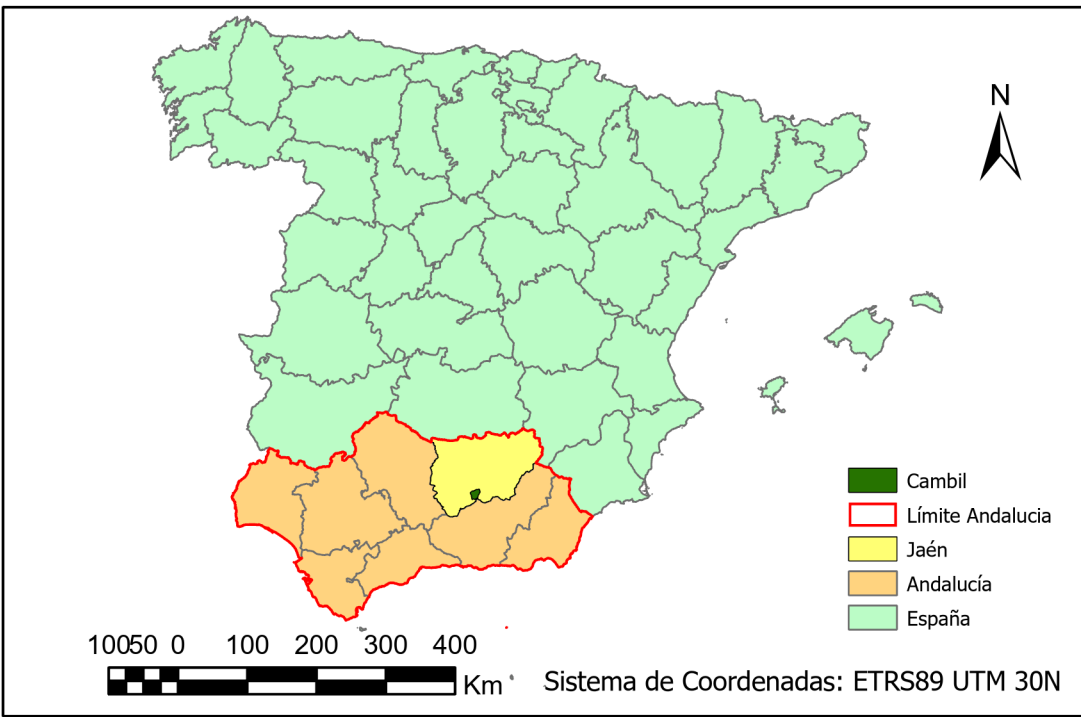 N
Cambil
Límite Andalucia
Jaén
Andalucía
España
10050 0 100 200 300 400
Km
Sistema de Coordenadas: ETRS89 UTM 30N